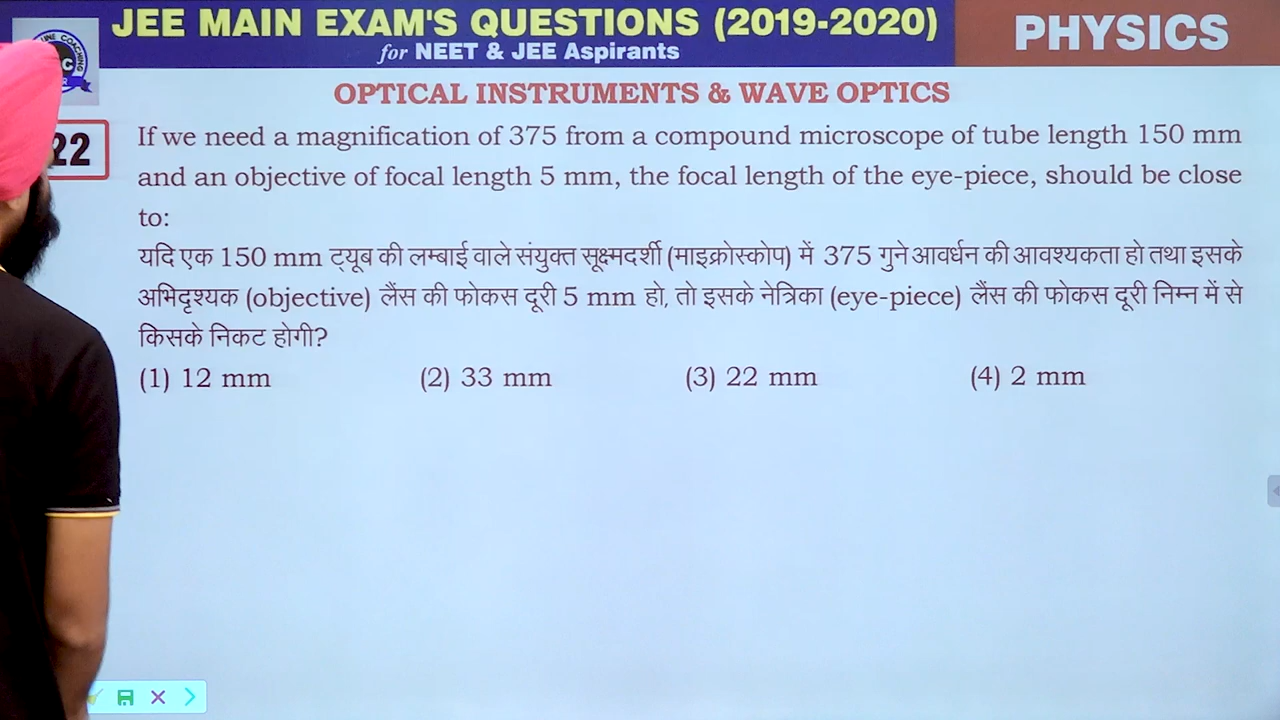 JEE MAIN EXAM'S QUESTIONS (2019-2020)
for NEET & JEE Aspirants
PHYSICS
OPTICAL INSTRUMENTS & WAVE OPTICS
22
If we need a magnification of 375 from a compound microscope of tube length 150 mm
and an objective of focal length 5 mm, the focal length of the eye-piece, should be close
to:
यदि एक 150 mm ट्यूब की लम्बाई वाले संयुक्त सूक्ष्मदर्शी (माइक्रोस्कोप) में 375 गुने आवर्धन की आवश्यकता हो तथा इसके
अभिदृश्यक (objective) लैंस की फोकस दूरी 5 mm हो, तो इसके नेत्रिका (eye-piece) लैंस की फोकस दूरी निम्न में से
किसके निकट होगी?
(1) 12 mm (2) 33 mm (3) 22 mm (4) 2 mm